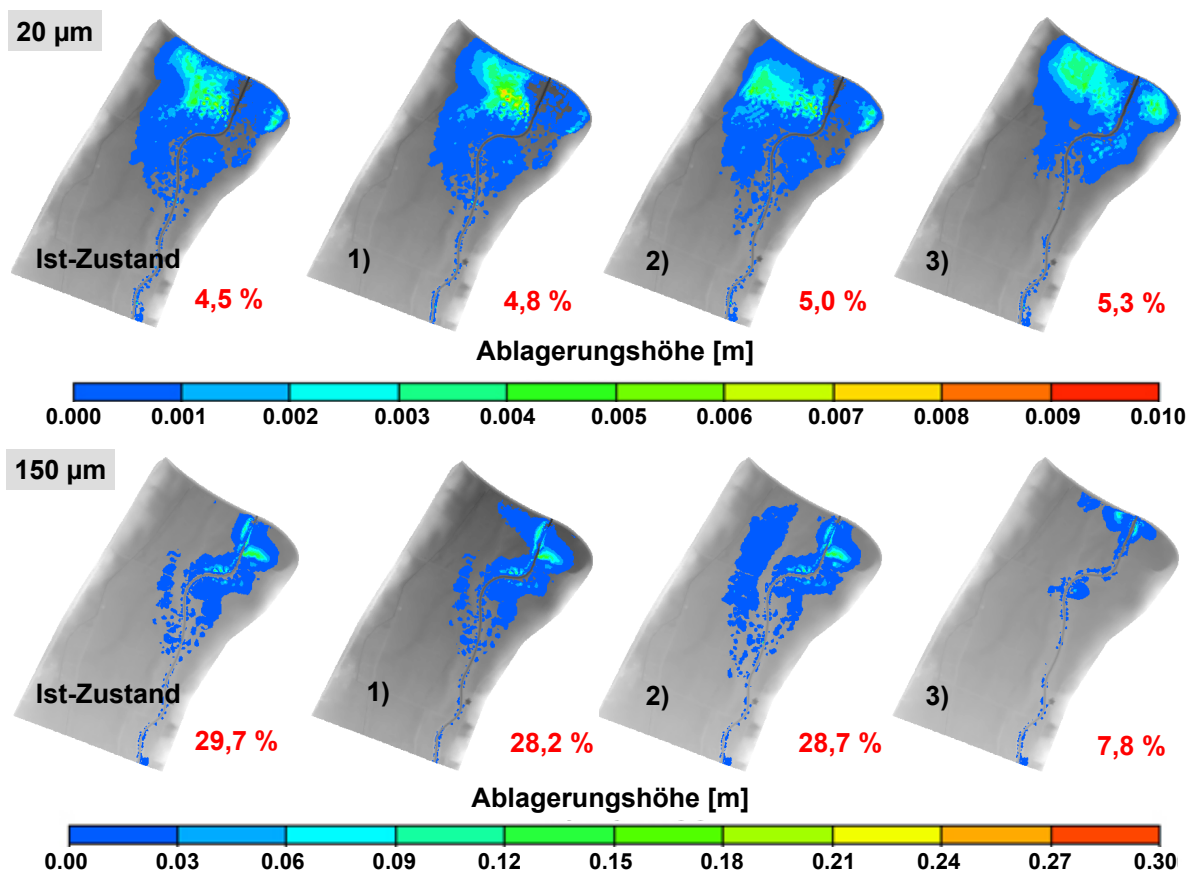 20 µm
Ist-Zustand
4,5 %
1)
4,8 %
2)
5,0 %
3)
5,3 %
Ablagerungshöhe [m]
0.000 0.001 0.002 0.003 0.004 0.005 0.006 0.007 0.008 0.009 0.010
150 µm
Ist-Zustand
29,7 %
1)
28,2 %
2)
28,7 %
3)
7,8 %
Ablagerungshöhe [m]
0.00 0.03 0.06 0.09 0.12 0.15 0.18 0.21 0.24 0.27 0.30